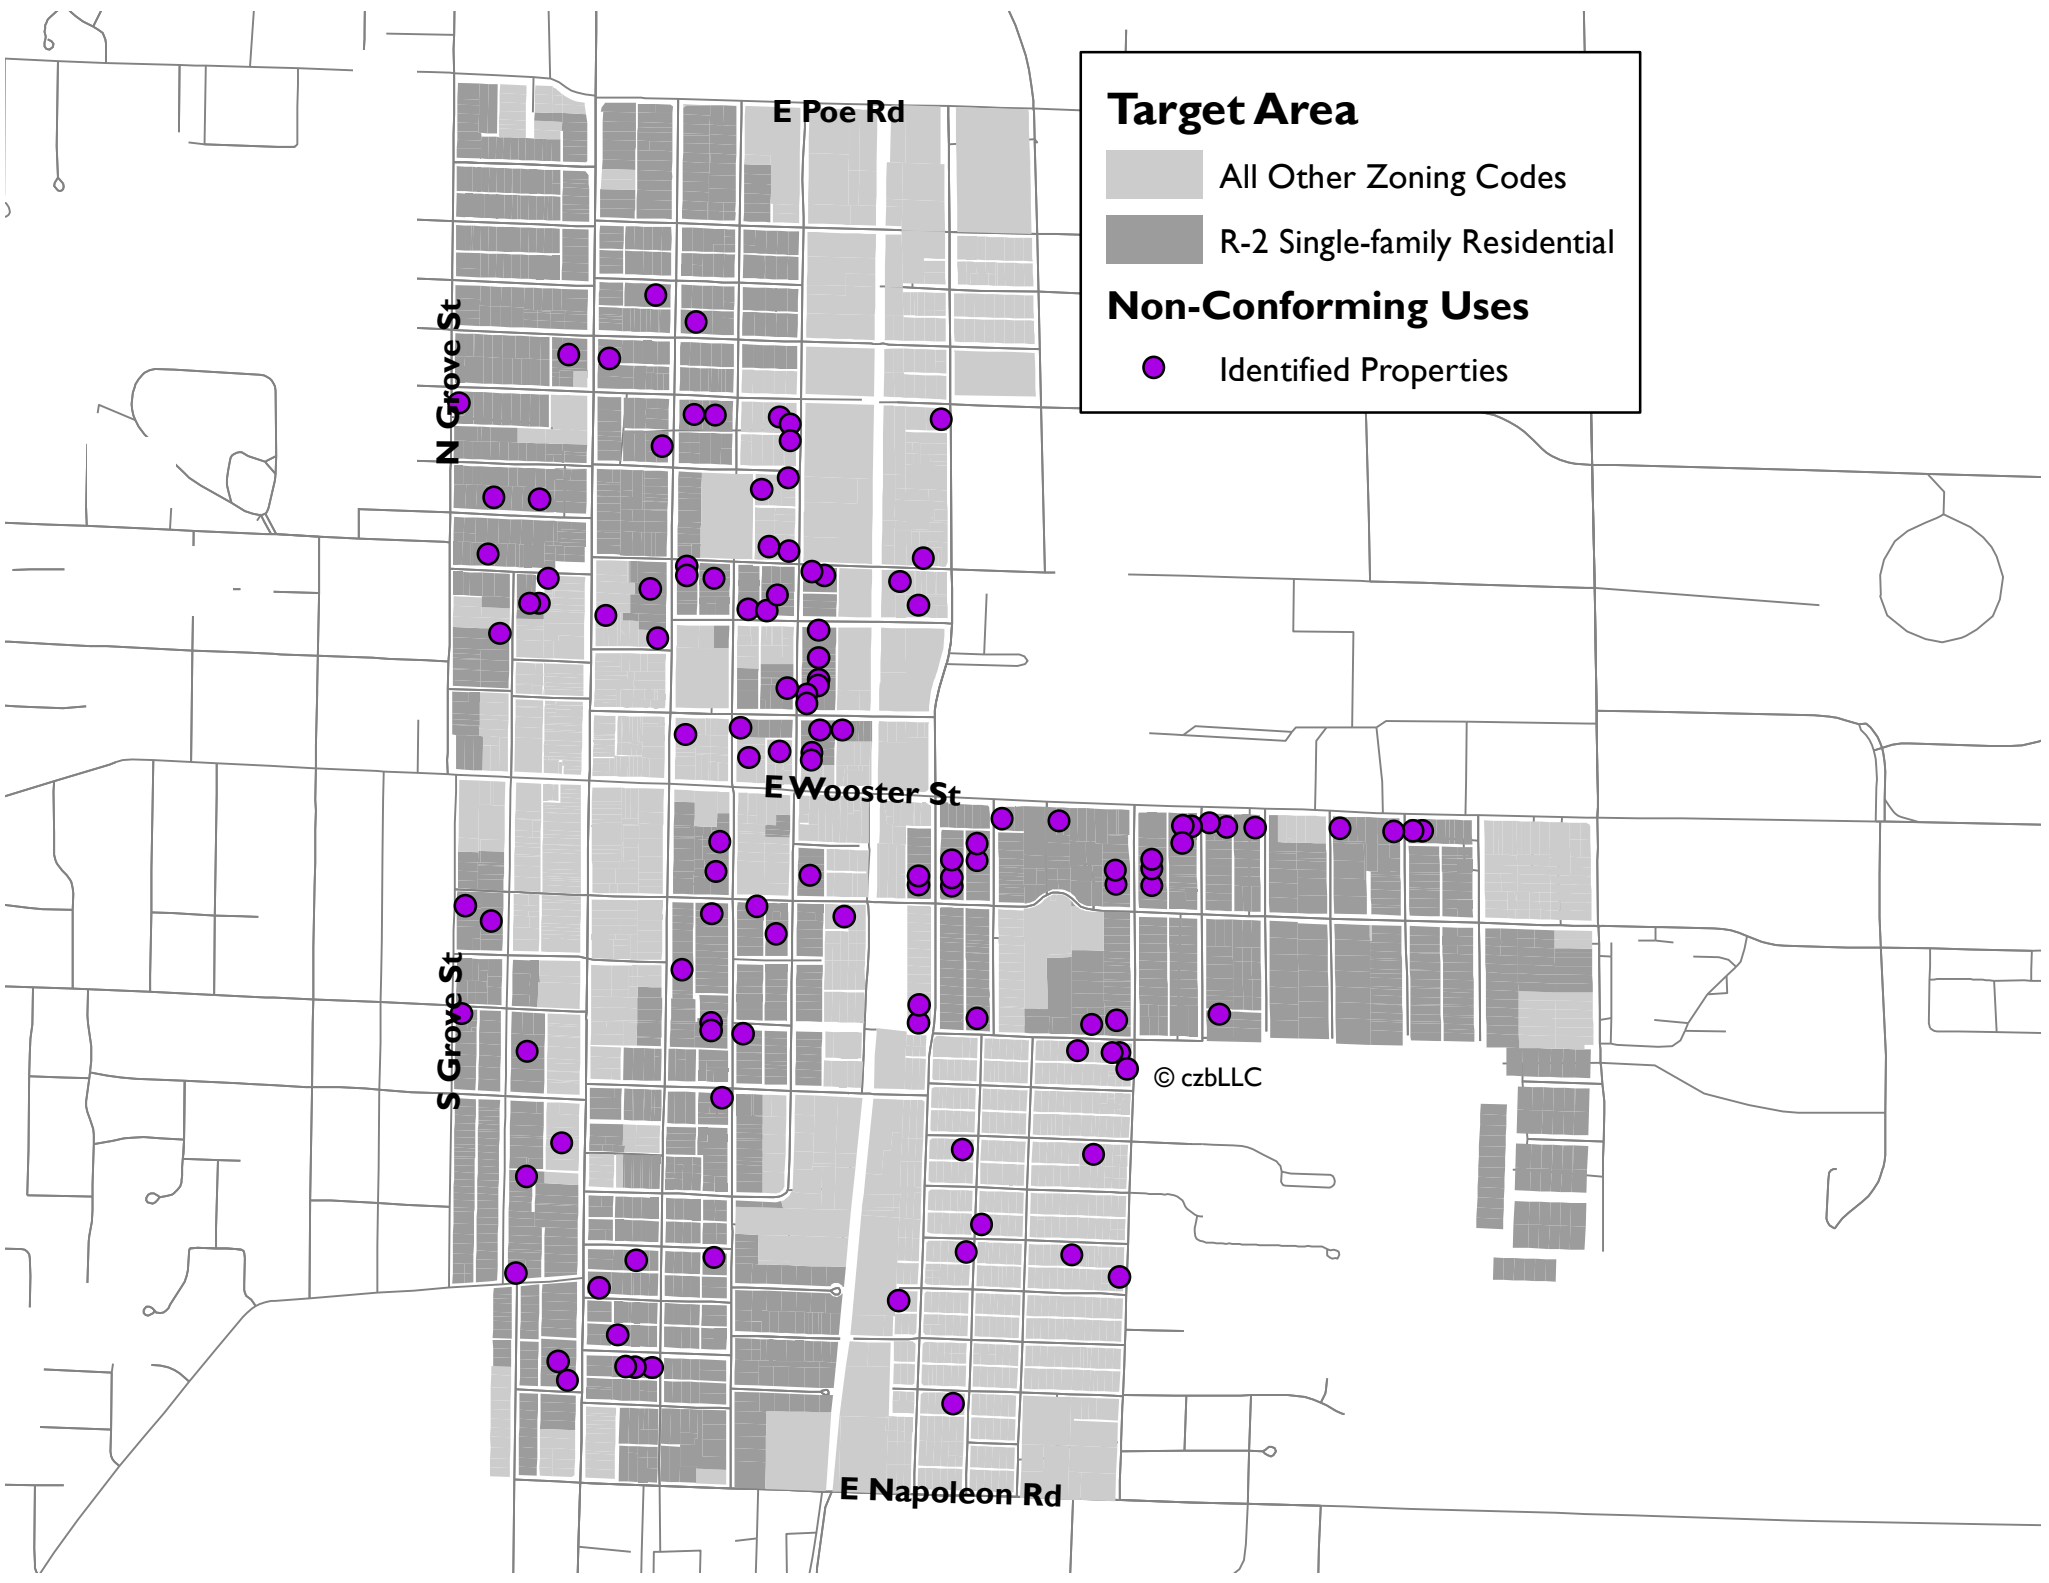 E Poe Rd
Target Area
All Other Zoning Codes
R-2 Single-family Residential
Non-Conforming Uses
Identified Properties
N Grove St
E Wooster St
S Grove St
© czbLLC
E Napoleon Rd